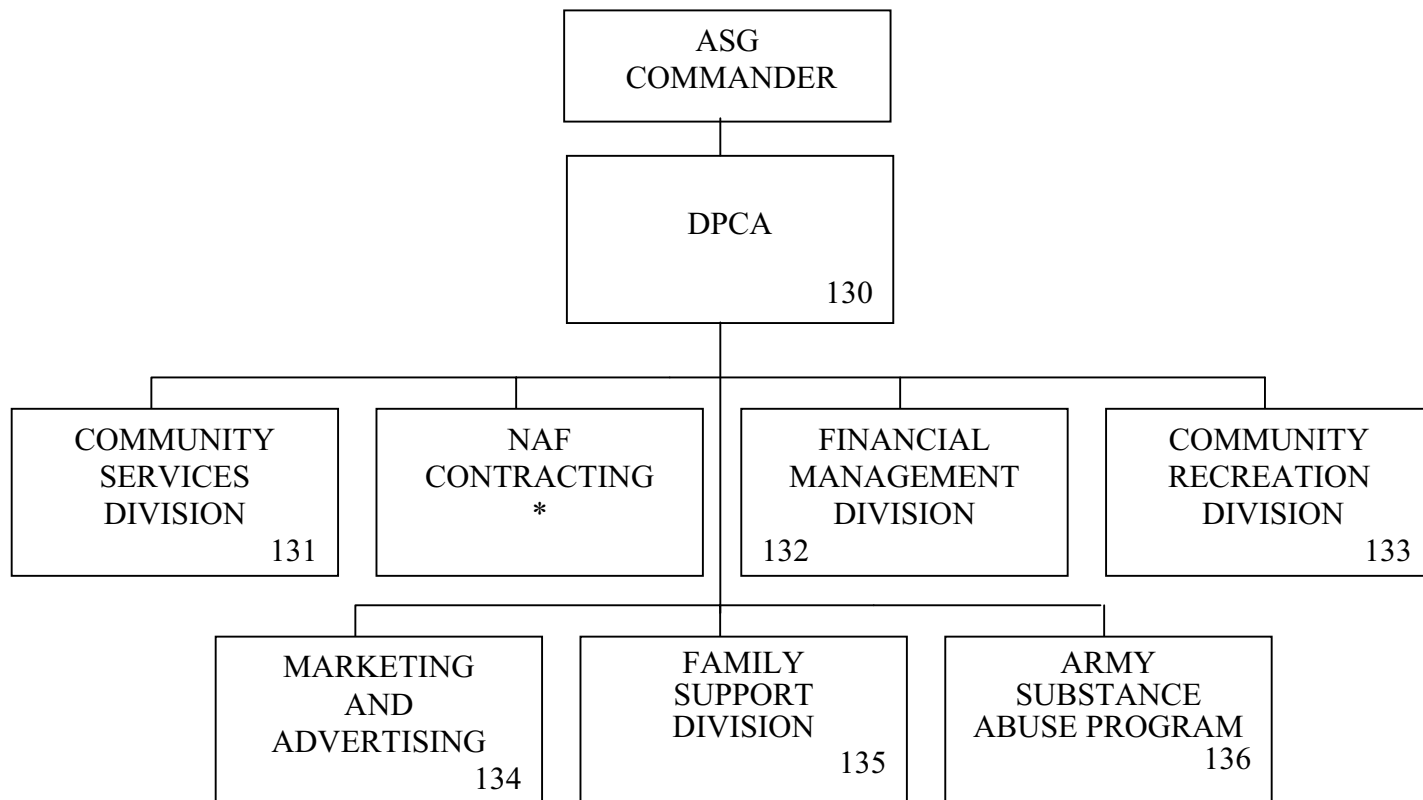 ASG
COMMANDER
DPCA
130
COMMUNITY
SERVICES
DIVISION
131
NAF
CONTRACTING
*
FINANCIAL
MANAGEMENT
DIVISION
132
COMMUNITY
RECREATION
DIVISION
133
MARKETING
AND
ADVERTISING
134
FAMILY
SUPPORT
DIVISION
135
ARMY
SUBSTANCE
ABUSE PROGRAM
136